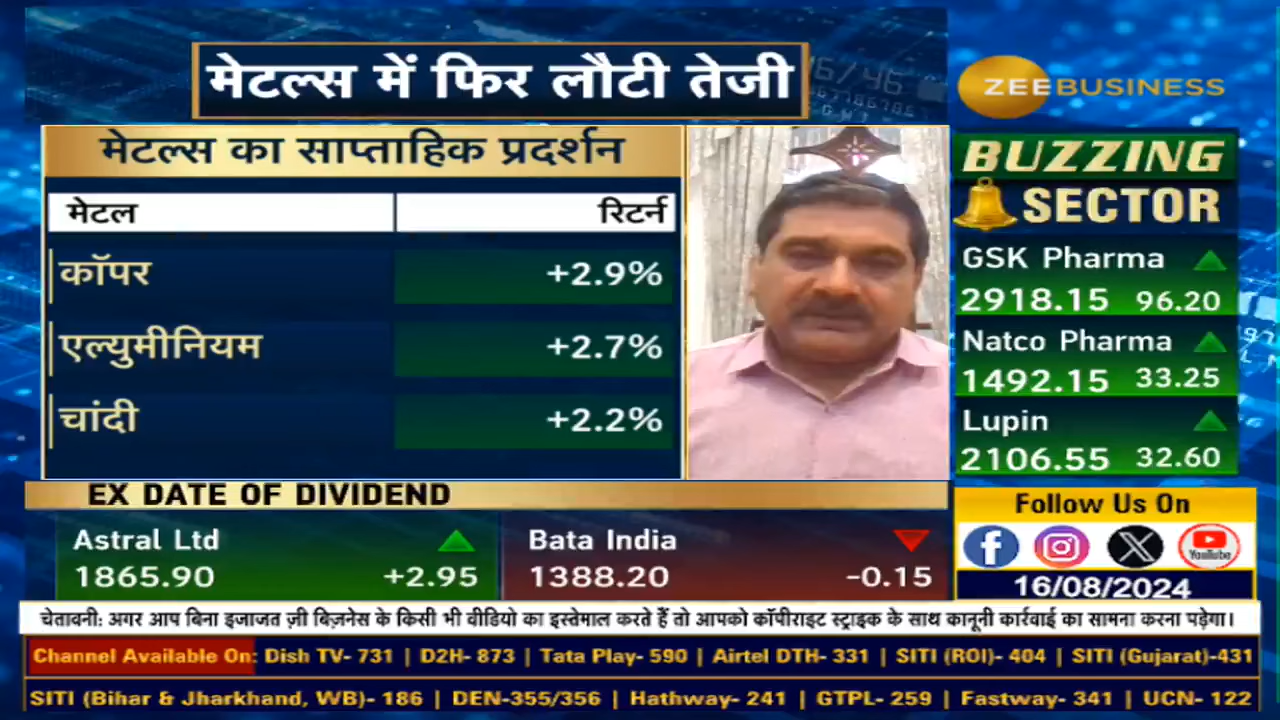 मेटल्स में फिर लौटी तेजी
मेटल्स का साप्ताहिक प्रदर्शन
मेटल रिटर्न
कॉपर +2.9%
एल्युमीनियम +2.7%
चांदी +2.2%
ZEEBUSINESS
BUZZING
SECTOR
GSK Pharma
2918.15 96.20
Natco Pharma
1492.15 33.25
Lupin
2106.55 32.60
EX DATE OF DIVIDEND
Astral Ltd
1865.90 +2.95
Bata India
1388.20 -0.15
Follow Us On
YouTube
16/08/2024
चेतावनी: अगर आप बिना इजाजत ज़ी बिज़नेस के किसी भी वीडियो का इस्तेमाल करते हैं तो आपको कॉपीराइट स्ट्राइक के साथ कानूनी कार्रवाई का सामना करना पड़ेगा।
Channel Available On: Dish TV- 731 | D2H- 873 | Tata Play- 590 | Airtel DTH- 331 | SITI (ROI)- 404 | SITI (Gujarat)-431
SITI (Bihar & Jharkhand, WB)- 186 | DEN-355/356 | Hathway- 241 | GTPL- 259 | Fastway- 341 | UCN- 122